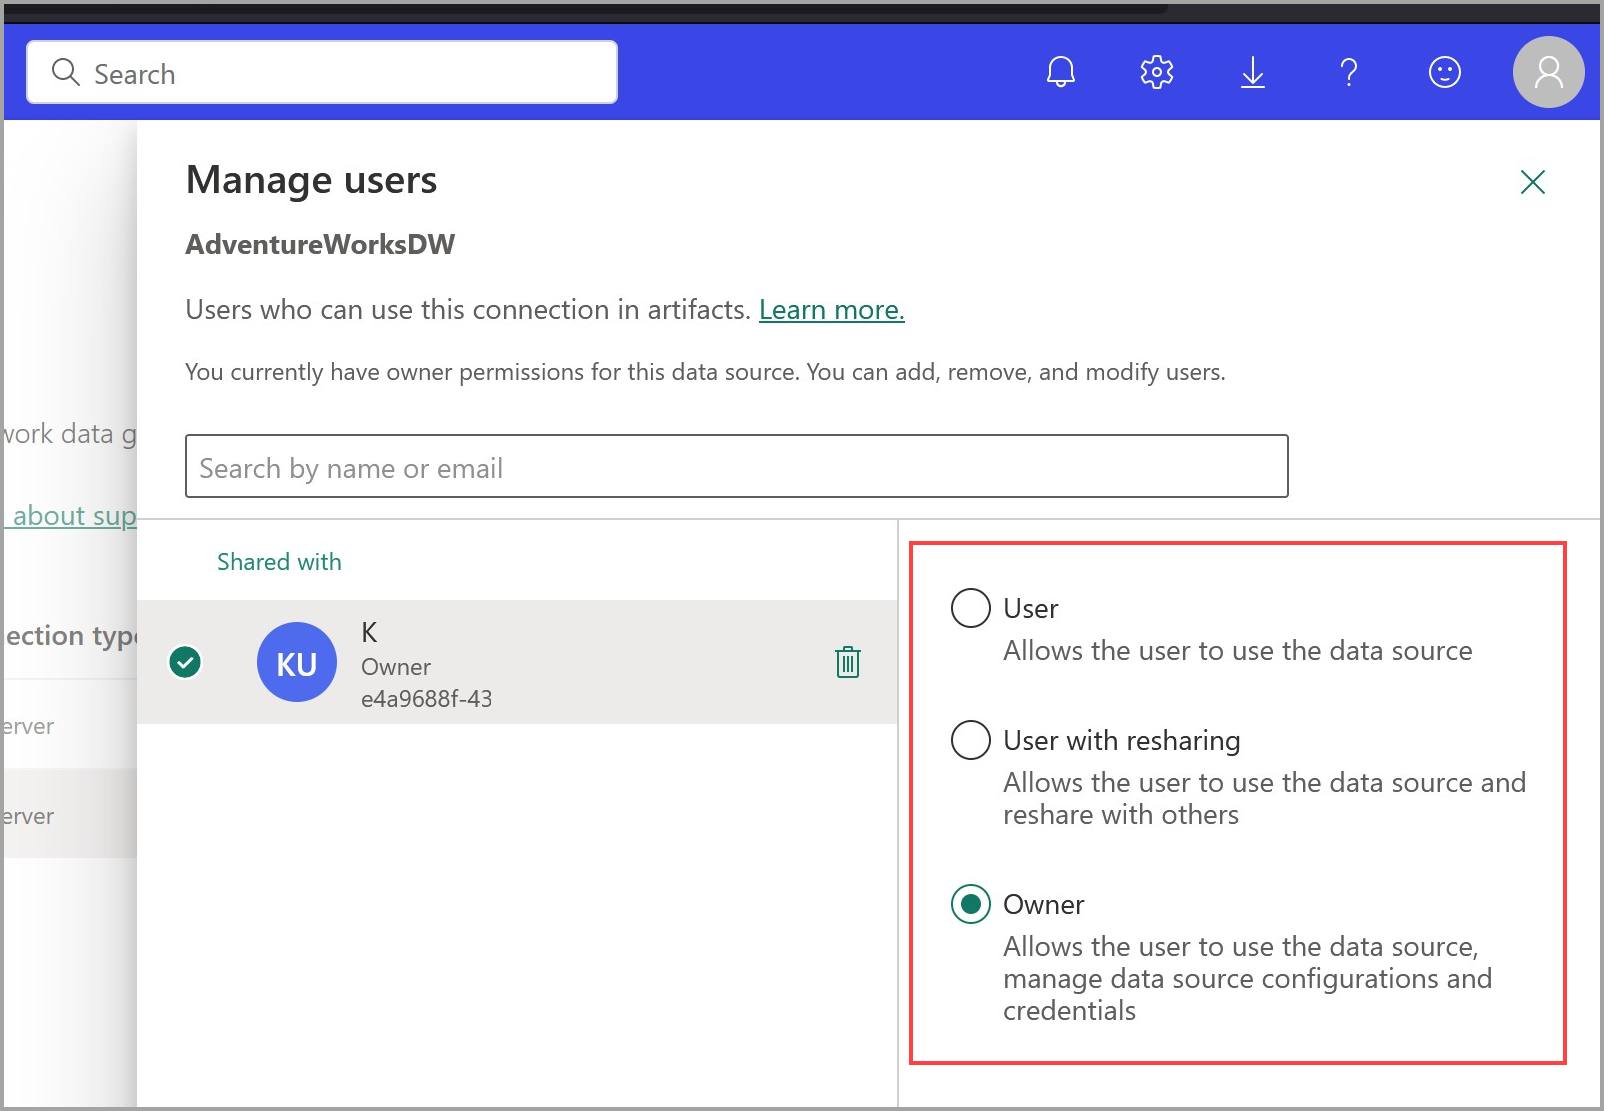 Search
Manage users
AdventureWorksDW
Users who can use this connection in artifacts. Learn more.
You currently have owner permissions for this data source. You can add, remove, and modify users.
work data g
about sup
Search by name or email
Shared with
ection type
K
KU
Owner
e4a9688f-43
erver
erver
User
Allows the user to use the data source
User with resharing
Allows the user to use the data source and
reshare with others
Owner
Allows the user to use the data source,
manage data source configurations and
credentials